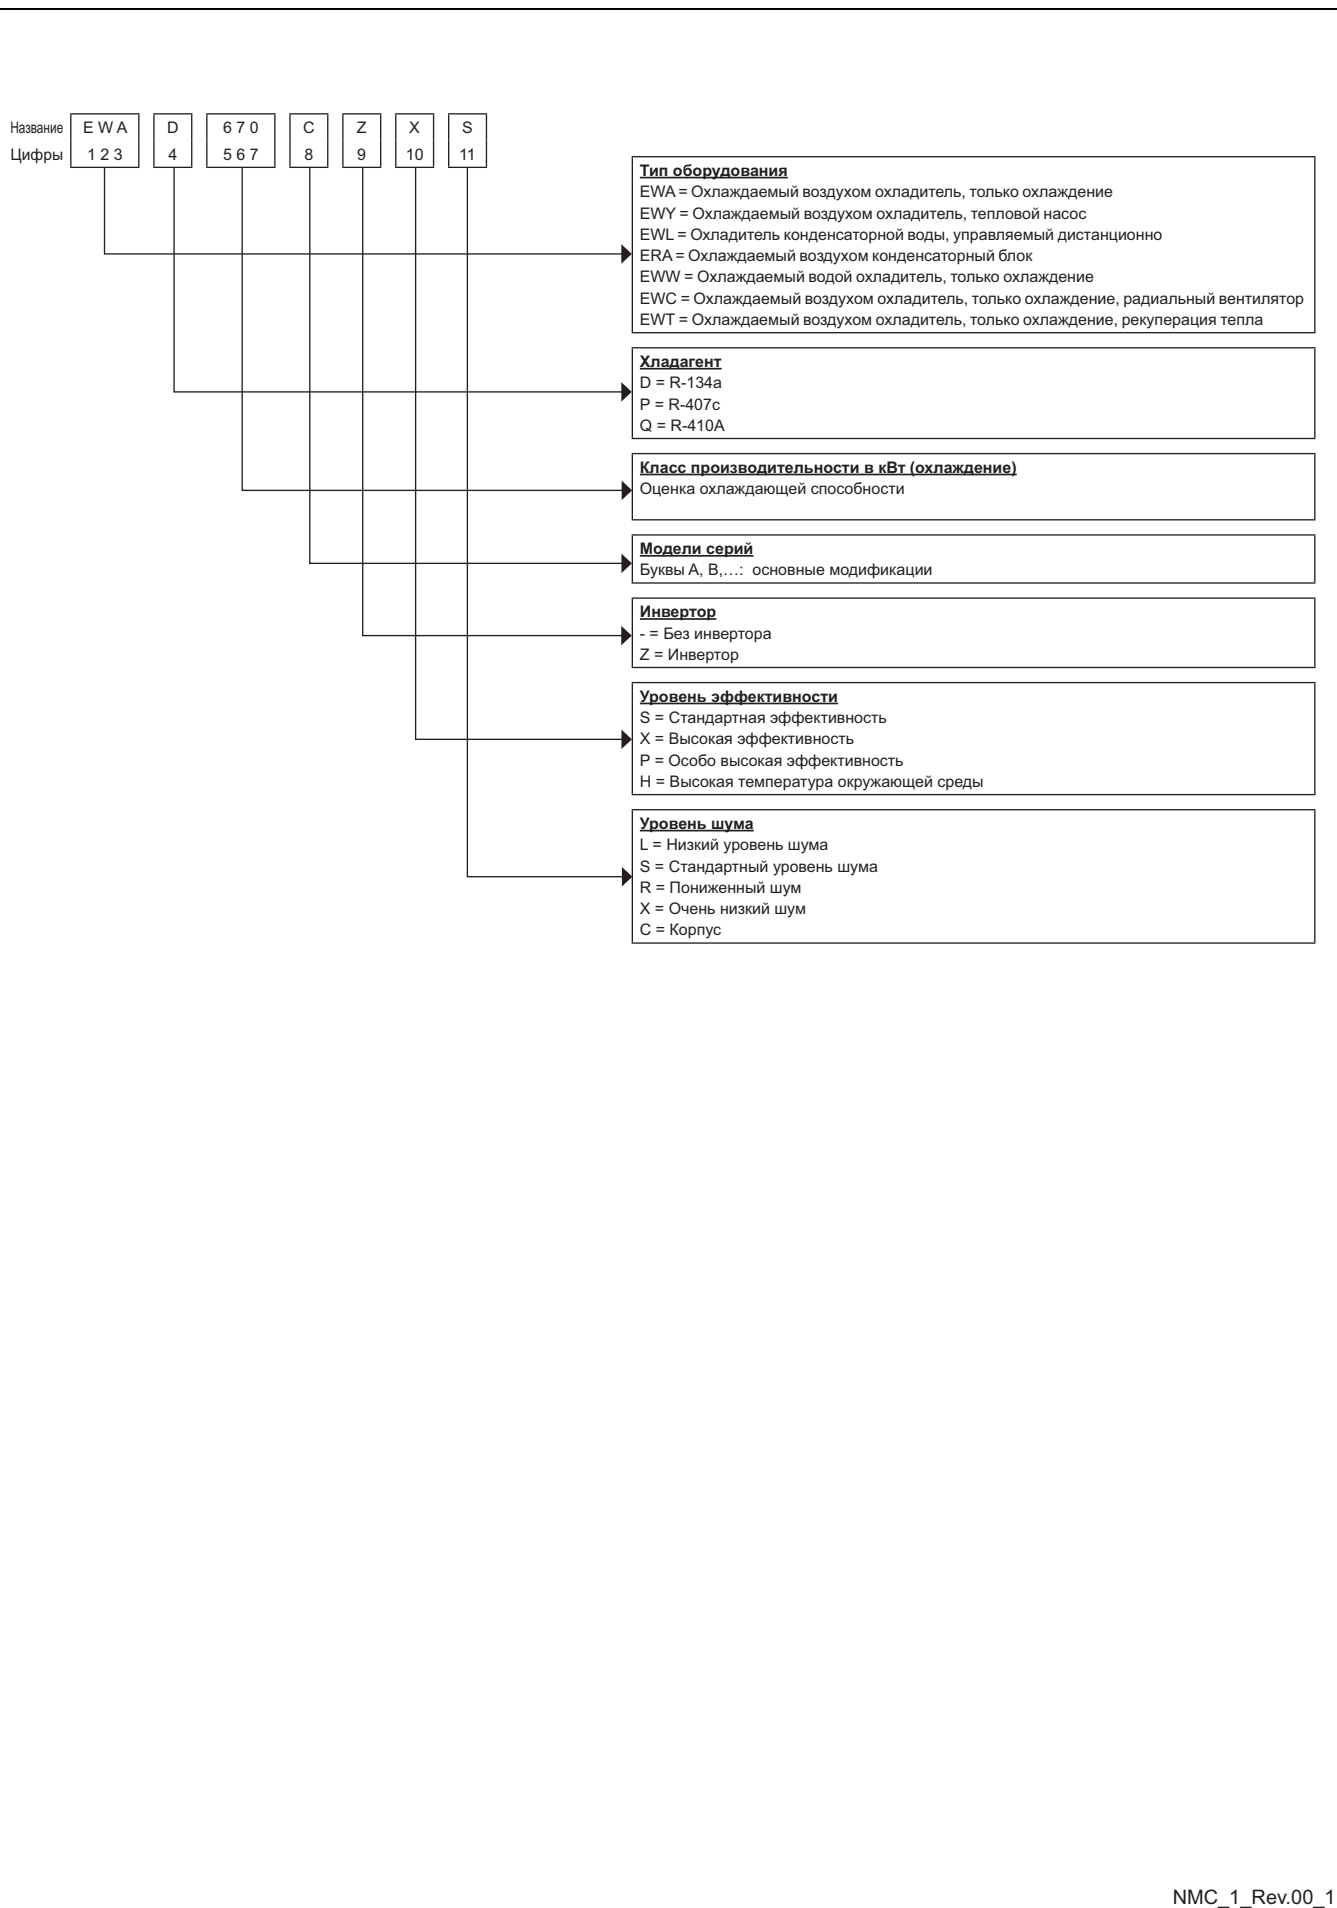 Название EWA D 670 C Z X S
Цифры 123 4 567 8 9 10 11
Тип оборудования
EWA = Охлаждаемый воздухом охладитель, только охлаждение
EWY = Охлаждаемый воздухом охладитель, тепловой насос
EWL = Охладитель конденсаторной воды, управляемый дистанционно
ERA = Охлаждаемый воздухом конденсаторный блок
EWW = Охлаждаемый водой охладитель, только охлаждение
EWC = Охлаждаемый воздухом охладитель, только охлаждение, радиальный вентилятор
EWT = Охлаждаемый воздухом охладитель, только охлаждение, рекуперация тепла
Хладагент
D = R-134a
P = R-407c
Q = R-410A
Класс производительности в кВт (охлаждение)
Оценка охлаждающей способности
Модели серий
Буквы A, B,…: основные модификации
Инвертор
- = Без инвертора
Z = Инвертор
Уровень эффективности
S = Стандартная эффективность
X = Высокая эффективность
P = Особо высокая эффективность
H = Высокая температура окружающей среды
Уровень шума
L = Низкий уровень шума
S = Стандартный уровень шума
R = Пониженный шум
X = Очень низкий шум
C = Корпус
NMC_1_Rev.00_1